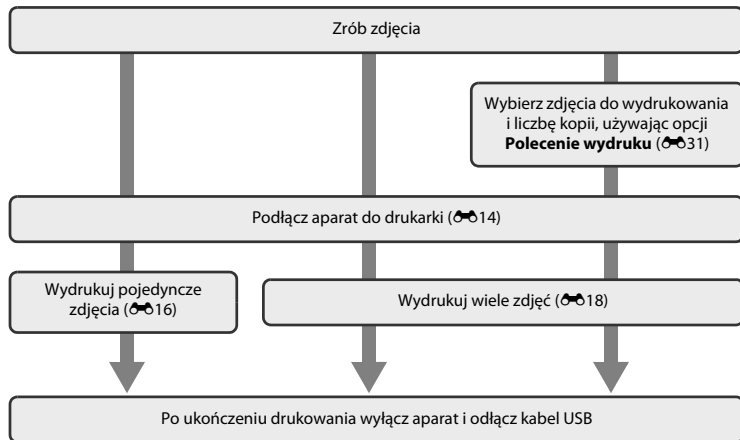 Zrób zdjęcia
Wybierz zdjęcia do wydrukowania
i liczbę kopii, używając opcji
Polecenie wydruku (31)
Podłącz aparat do drukarki (14)
Wydrukuj pojedyncze
zdjęcia (16)
Wydrukuj wiele zdjęć (18)
Po ukończeniu drukowania wyłącz aparat i odłącz kabel USB